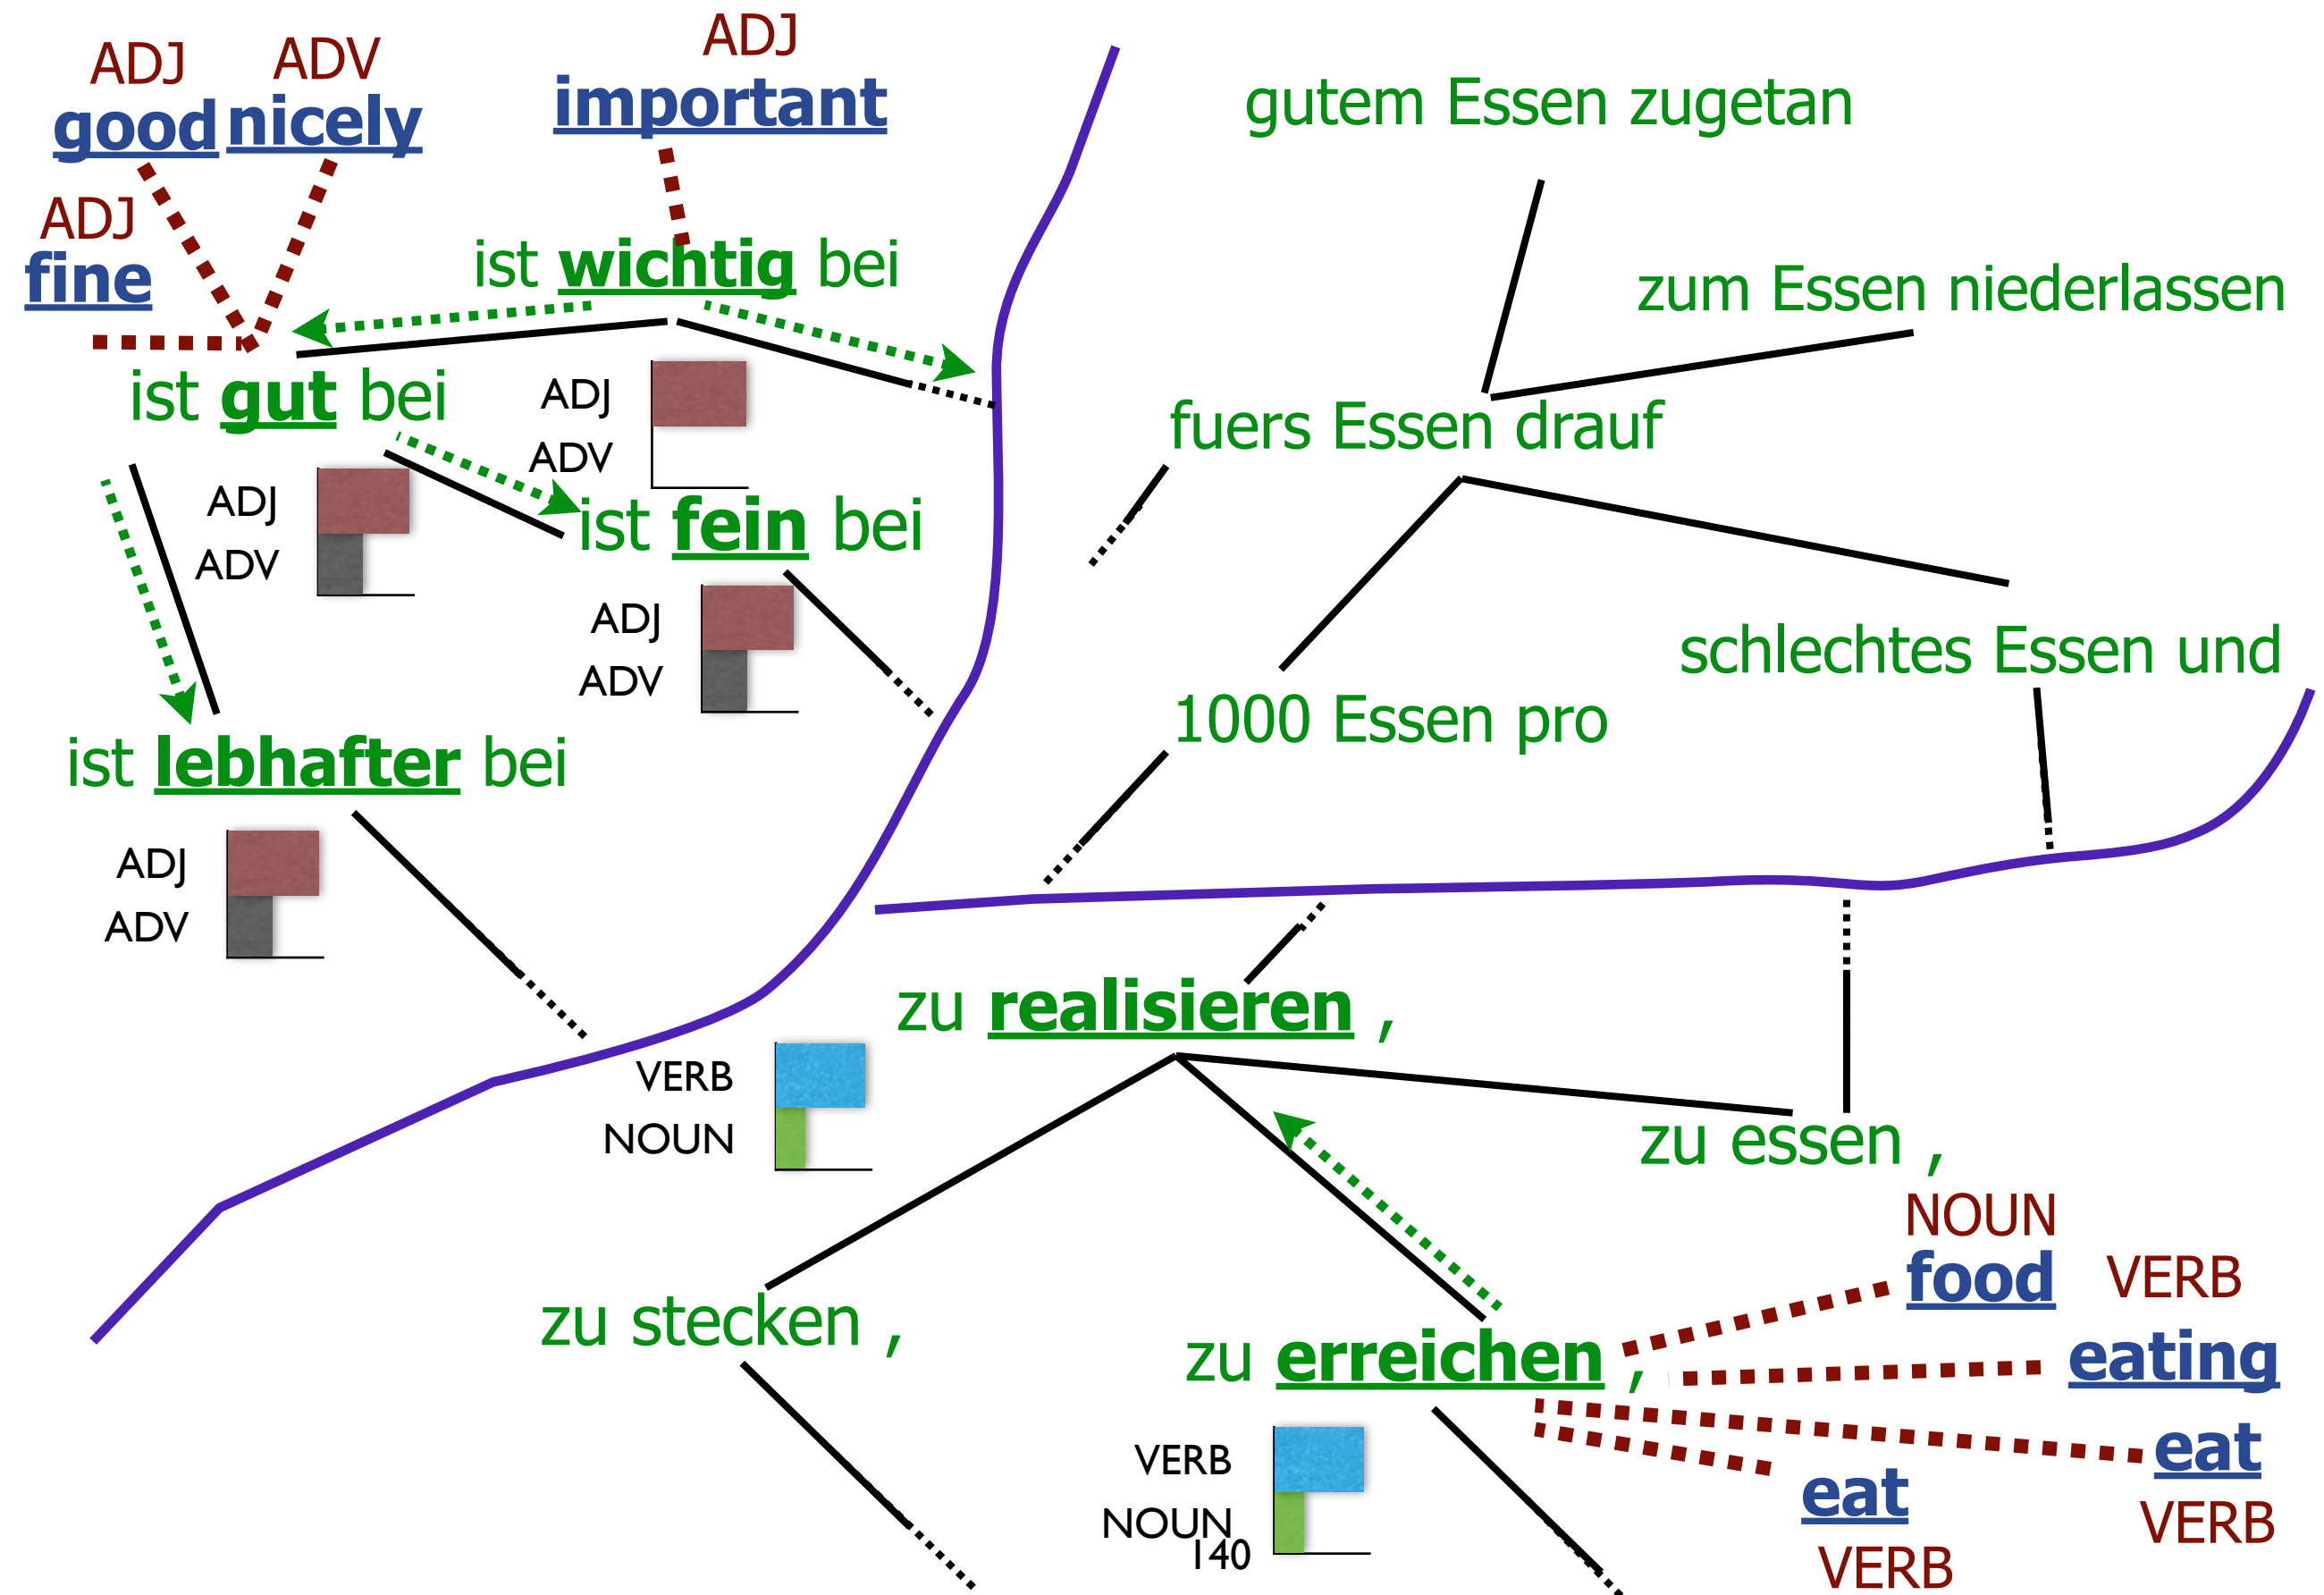 ADJ
ADV
ADJ
good nicely
important
gutem Essen zugetan
ADJ
fine
ist wichtig bei
zum Essen niederlassen
ist gut bei
ADJ
ADV
fuers Essen drauf
ADJ
ADV
ist fein bei
ADJ
ADV
schlechtes Essen und
1000 Essen pro
ist lebhafter bei
ADJ
ADV
zu realisieren ,
VERB
NOUN
zu essen ,
NOUN
food
VERB
eating
zu stecken ,
zu erreichen ,
VERB
NOUN
140
eat
VERB
eat
VERB